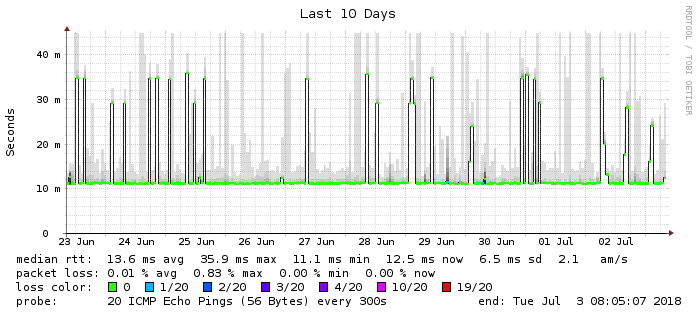 Last 10 Days
RRDTOOL / TOBI OETIKER
Seconds
40 m
30 m
20 m
10 m
0
23 Jun 24 Jun 25 Jun 26 Jun 27 Jun 28 Jun 29 Jun 30 Jun 01 Jul 02 Jul
median rtt: 13.6 ms avg 35.9 ms max 11.1 ms min 12.5 ms now 6.5 ms sd 2.1 am/s
packet loss: 0.01 % avg 0.83 % max 0.00 % min 0.00 % now
loss color: 0 1/20 2/20 3/20 4/20 10/20 19/20
probe: 20 ICMP Echo Pings (56 Bytes) every 300s end: Tue Jul 3 08:05:07 2018